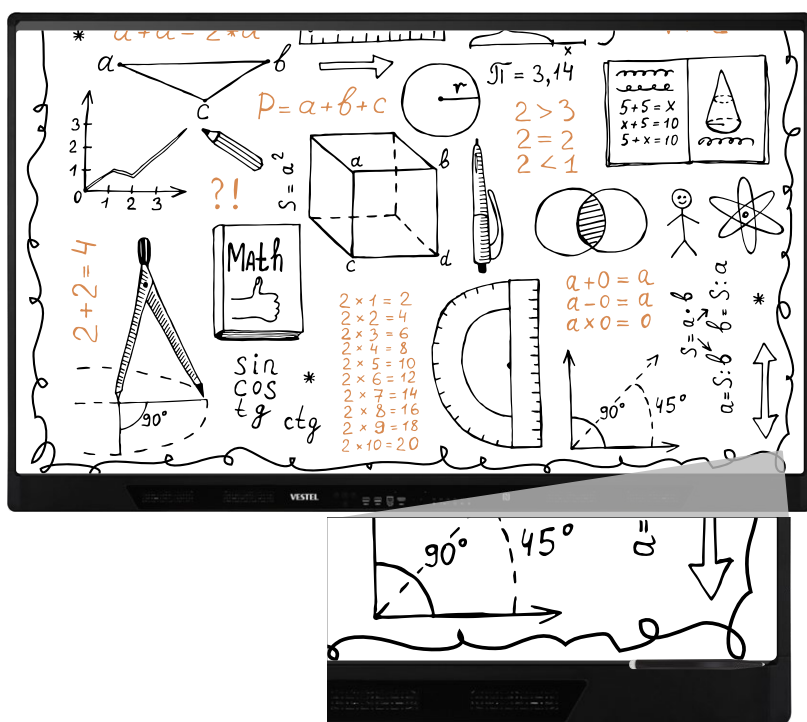 a
b
c
r
π = 3,14
x
5+5=x
x+5=10
5+x=10
P=a+b+c
2>3
2=2
2<1
3
2
1
0
1
2
3
?!
S=a²
a
b
c
d
2+2=4
Math
2×1=2
2×2=4
2×3=6
2×4=8
2×5=10
2×6=12
2×7=14
2×8=16
2×9=18
2×10=20
a+0=a
a-0=a
a×0=0
S=a·b
a=S:b
b=S:a
sin
cos
tg
ctg
90°
90°
45°
VESTEL
90°
45°
a=